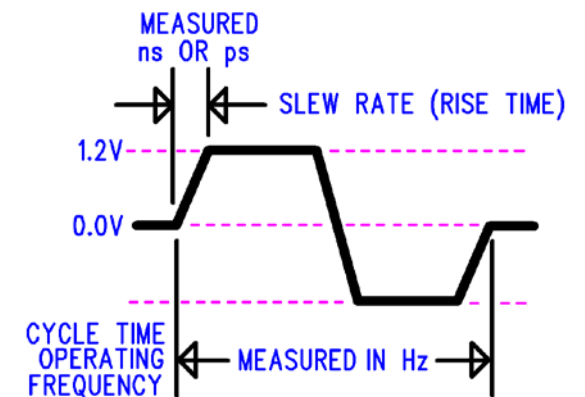 MEASURED
ns OR ps
SLEW RATE (RISE TIME)
1.2V
0.0V
CYCLE TIME
OPERATING
FREQUENCY
MEASURED IN Hz